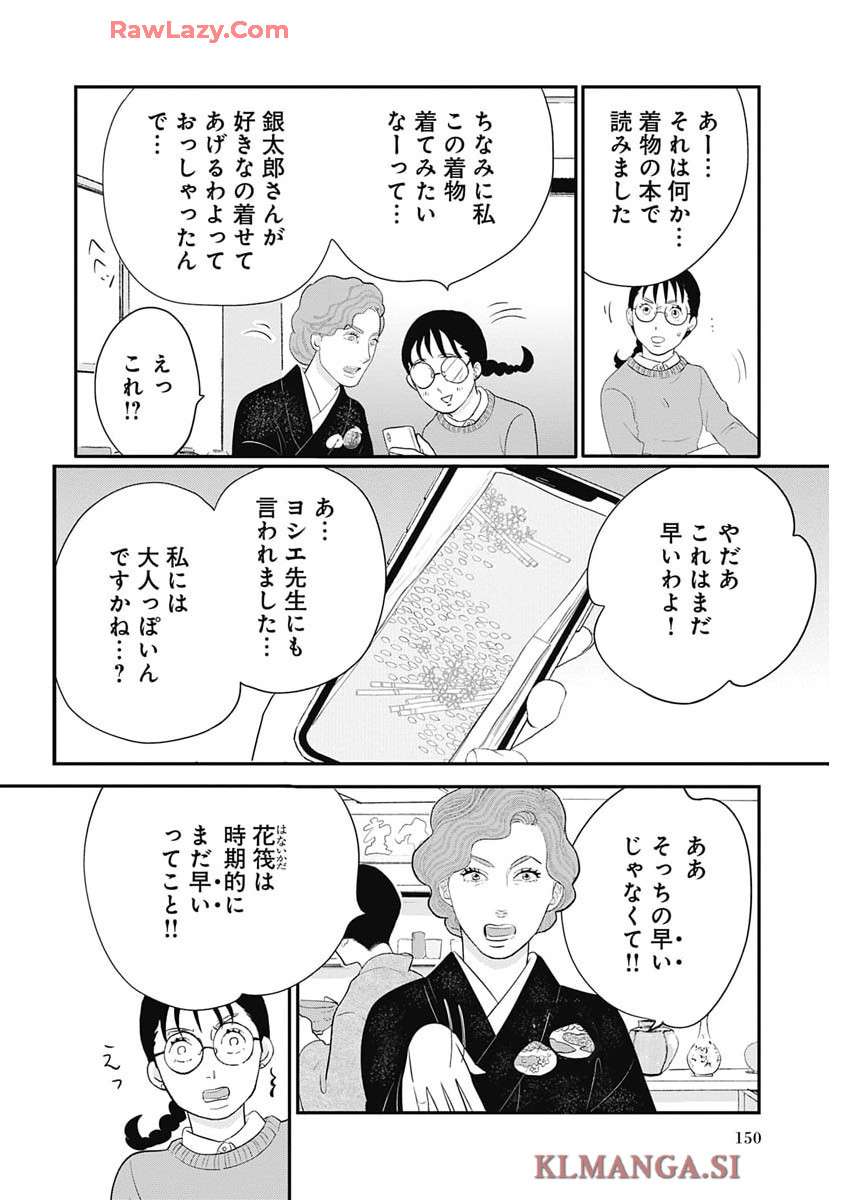 RawLazy.Com
あー…
それは何か…
着物の本で
読みました
ちなみに私
この着物
着てみたい
なーって…
銀太郎さんが
好きなの着せて
あげるわよって
おっしゃったん
で…
えっ
これ!?
やだあ
これはまだ
早いわよ！
あ…
ヨシエ先生にも
言われました…
私には
大人っぽいん
ですかね…？
ああ
そっちの早い
じゃなくて!!
花筏は
はないかだ
時期的に
まだ早い
ってこと!!
えっ
150
KLMANGA.SI